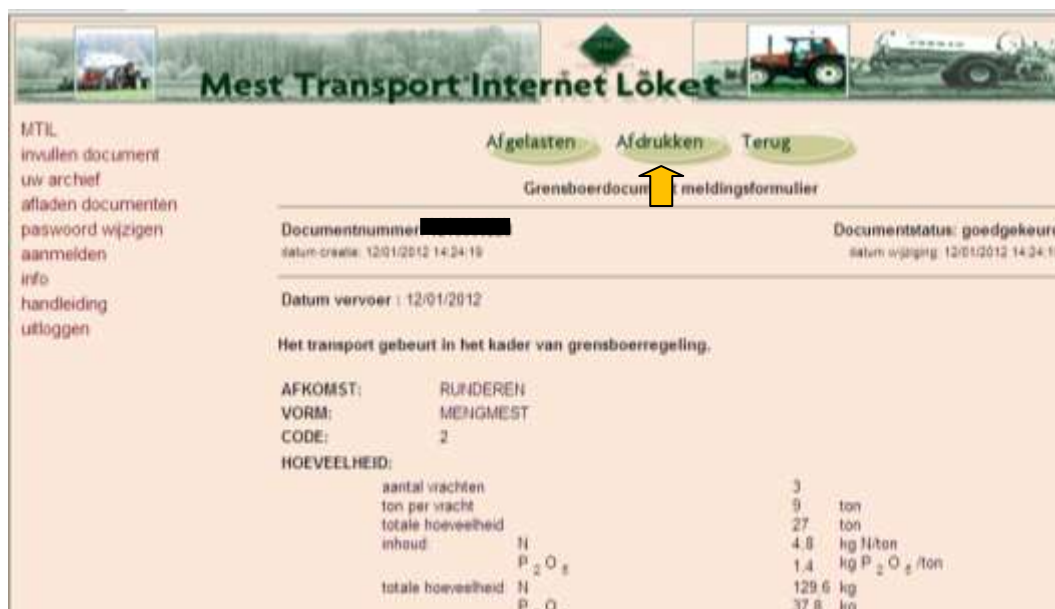 Mest Transport Internet Loket
MTIL
invullen document
uw archief
afladen documenten
paswoord wijzigen
aanmelden
info
handleiding
uitloggen
Afgelasten Afdrukken Terug
Grensboerdocum t meldingsformulier
Documentnummer Documentstatus: goedgekeurd
datum creatie: 12/01/2012 14:24:19 datum wijziging: 12/01/2012 14:24:1
Datum vervoer : 12/01/2012
Het transport gebeurt in het kader van grensboerregeling.
AFKOMST: RUNDEREN
VORM: MENGMEST
CODE: 2
HOEVEELHEID:
aantal vrachten 3
ton per vracht 9 ton
totale hoeveelheid 27 ton
inhoud N 4.8 kg N/ton
P2O5 1.4 kg P2O5/ton
totale hoeveelheid N 129.6 kg
P O 37.8 kg